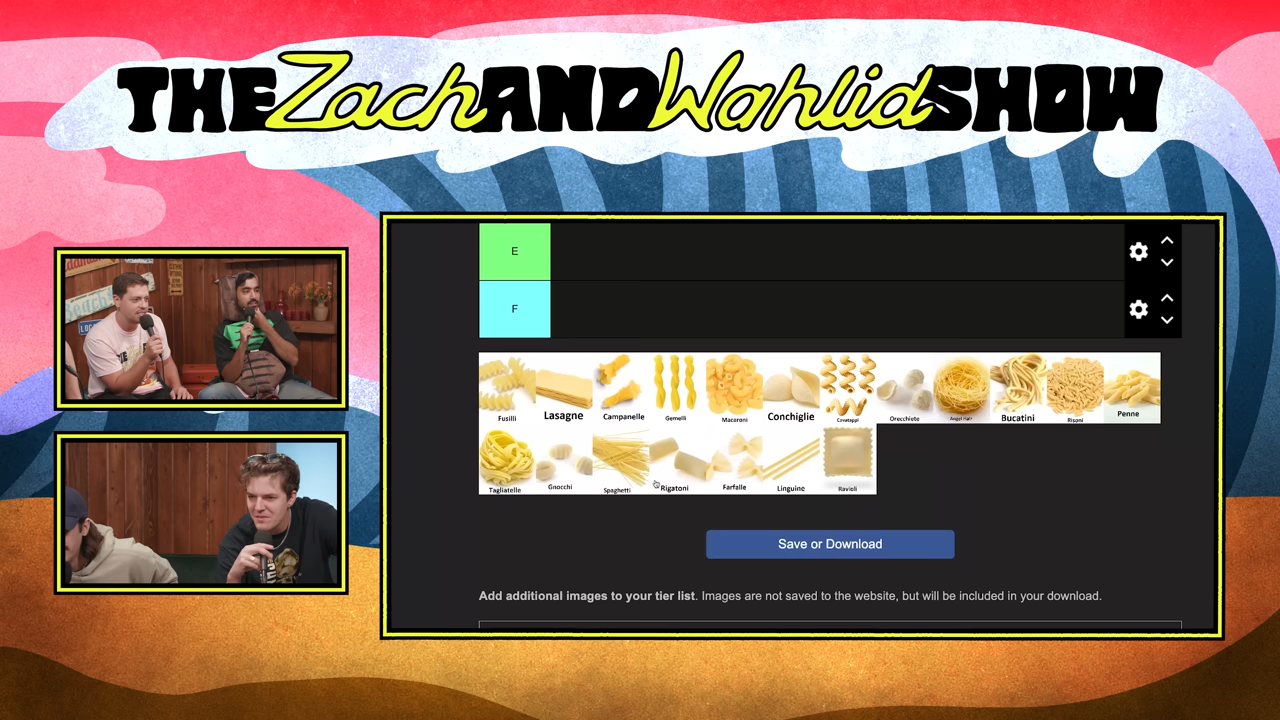 THE Zach AND Wahlid SHOW
E
F
Fusilli Lasagne Campanelle Gemelli Macaroni Conchiglie Cavatappi Orecchiete Angel Hair Bucatini Risoni Penne
Tagliatelle Gnocchi Spaghetti Rigatoni Farfalle Linguine Ravioli
Save or Download
Add additional images to your tier list. Images are not saved to the website, but will be included in your download.